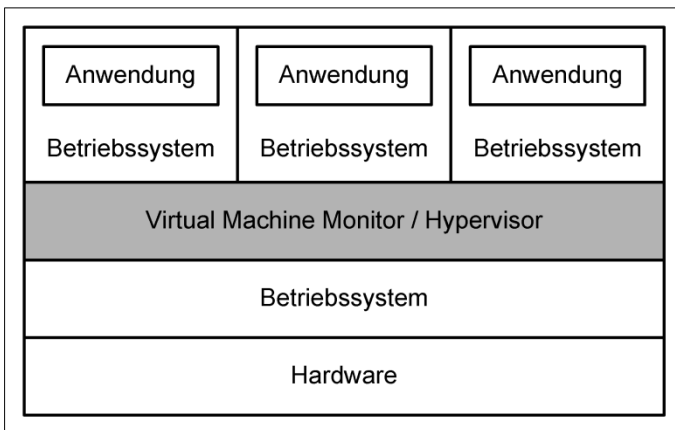 Anwendung Anwendung Anwendung
Betriebssystem Betriebssystem Betriebssystem
Virtual Machine Monitor / Hypervisor
Betriebssystem
Hardware